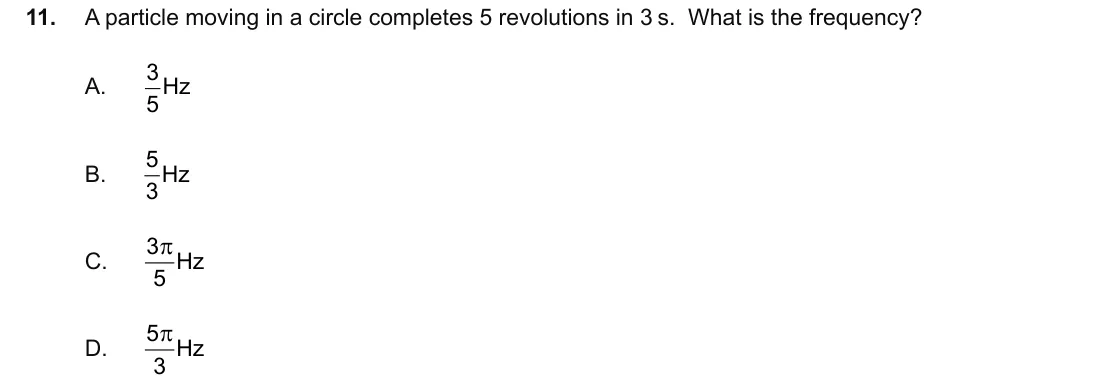 11. A particle moving in a circle completes 5 revolutions in 3 s. What is the frequency?
A. 3/5 Hz
B. 5/3 Hz
C. 3π/5 Hz
D. 5π/3 Hz